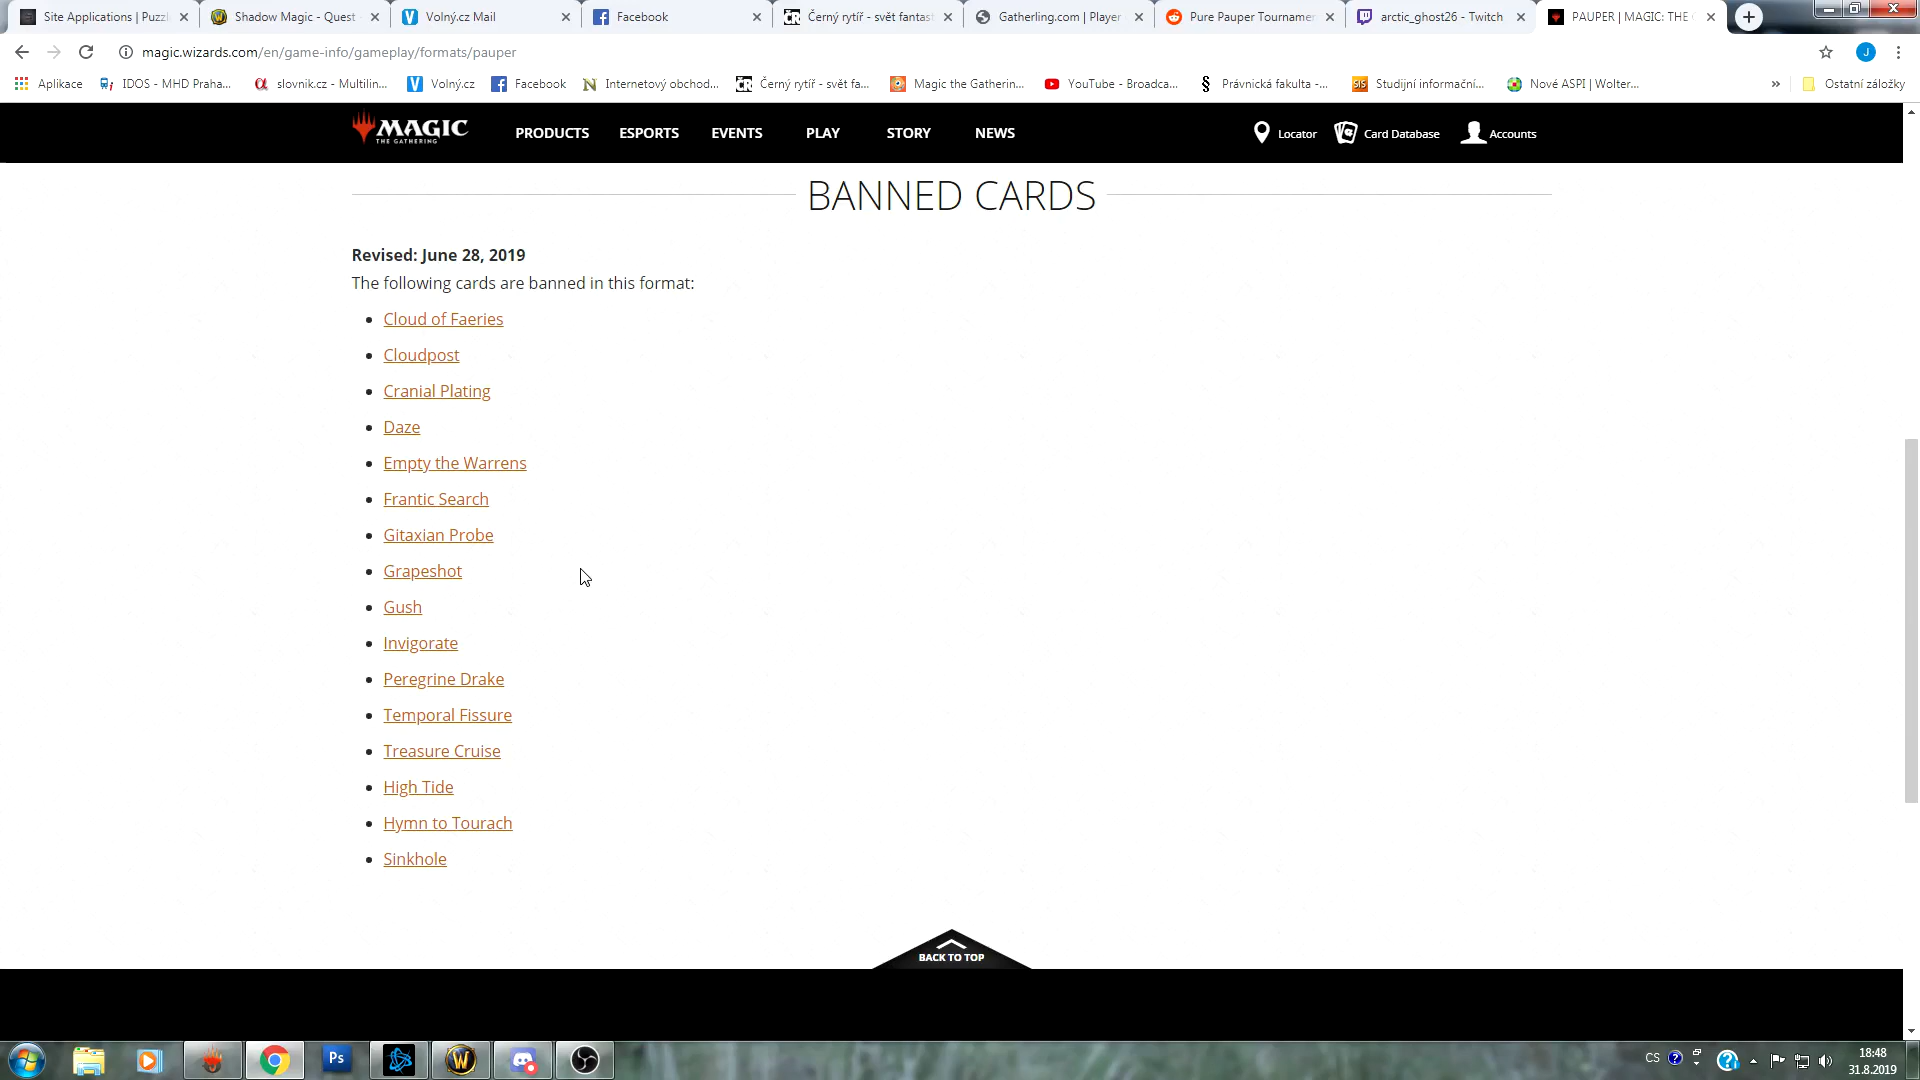 Site Applications | Puzzl
Shadow Magic - Quest
Volný.cz Mail
Facebook
Černý rytíř - svět fantast
Gatherling.com | Player
Pure Pauper Tournamen
arctic_ghost26 - Twitch
PAUPER | MAGIC: THE G
magic.wizards.com/en/game-info/gameplay/formats/pauper
J
Aplikace
IDOS - MHD Praha...
slovnik.cz - Multilin...
Volný.cz
Facebook
Internetový obchod...
Černý rytíř - svět fa...
Magic the Gatherin...
YouTube - Broadca...
§ Právnická fakulta -...
SIS Studijní informační...
Nové ASPI | Wolter...
» Ostatní záložky
MAGIC
THE GATHERING
PRODUCTS
ESPORTS
EVENTS
PLAY
STORY
NEWS
Locator
Card Database
Accounts
BANNED CARDS
Revised: June 28, 2019
The following cards are banned in this format:
Cloud of Faeries
Cloudpost
Cranial Plating
Daze
Empty the Warrens
Frantic Search
Gitaxian Probe
Grapeshot
Gush
Invigorate
Peregrine Drake
Temporal Fissure
Treasure Cruise
High Tide
Hymn to Tourach
Sinkhole
BACK TO TOP
Ps
CS
18:48
31.8.2019